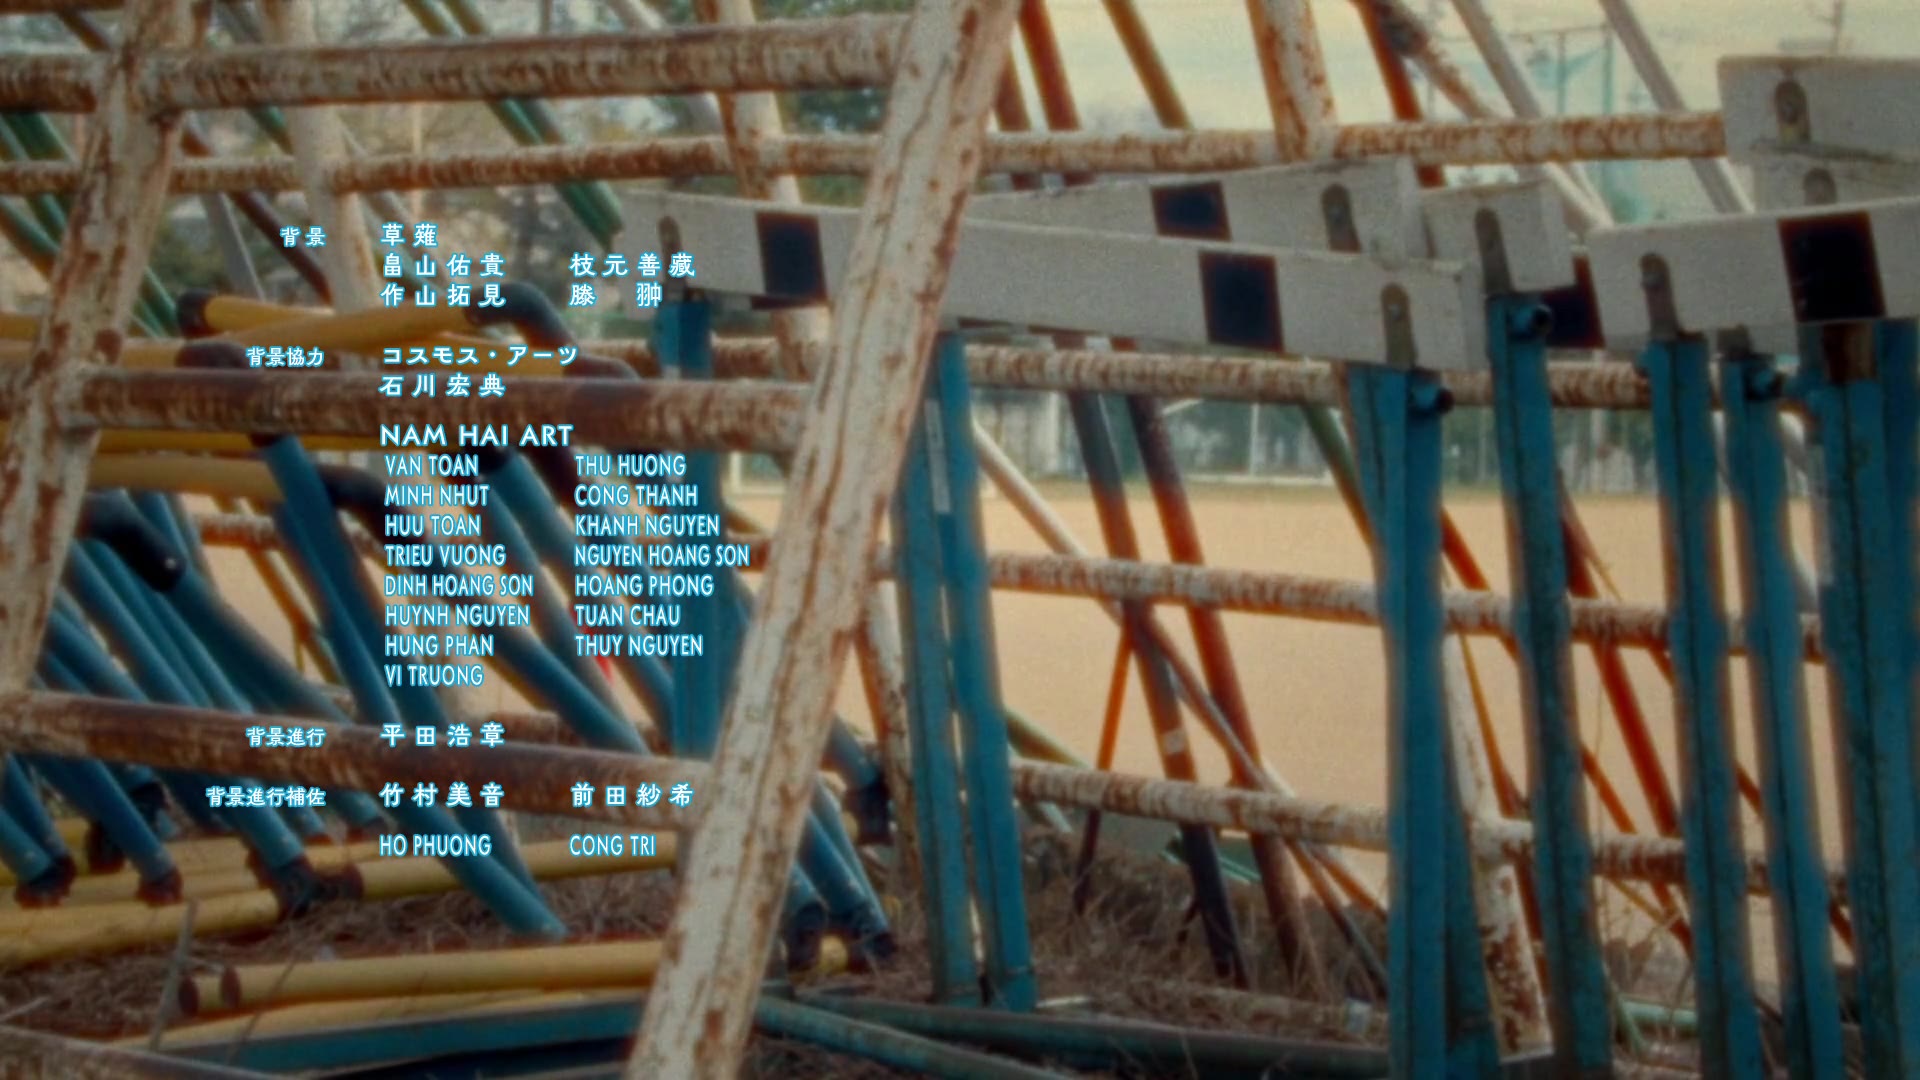 背景 草薙
畠山佑貴 枝元善藏
作山拓見 滕 翀
背景協力 コスモス・アーツ
石川宏典
NAM HAI ART
VAN TOAN THU HUONG
MINH NHUT CONG THANH
HUU TOAN KHANH NGUYEN
TRIEU VUONG NGUYEN HOANG SON
DINH HOANG SON HOANG PHONG
HUYNH NGUYEN TUAN CHAU
HUNG PHAN THUY NGUYEN
VI TRUONG
背景進行 平田浩章
背景進行補佐 竹村美音 前田紗希
HO PHUONG CONG TRI